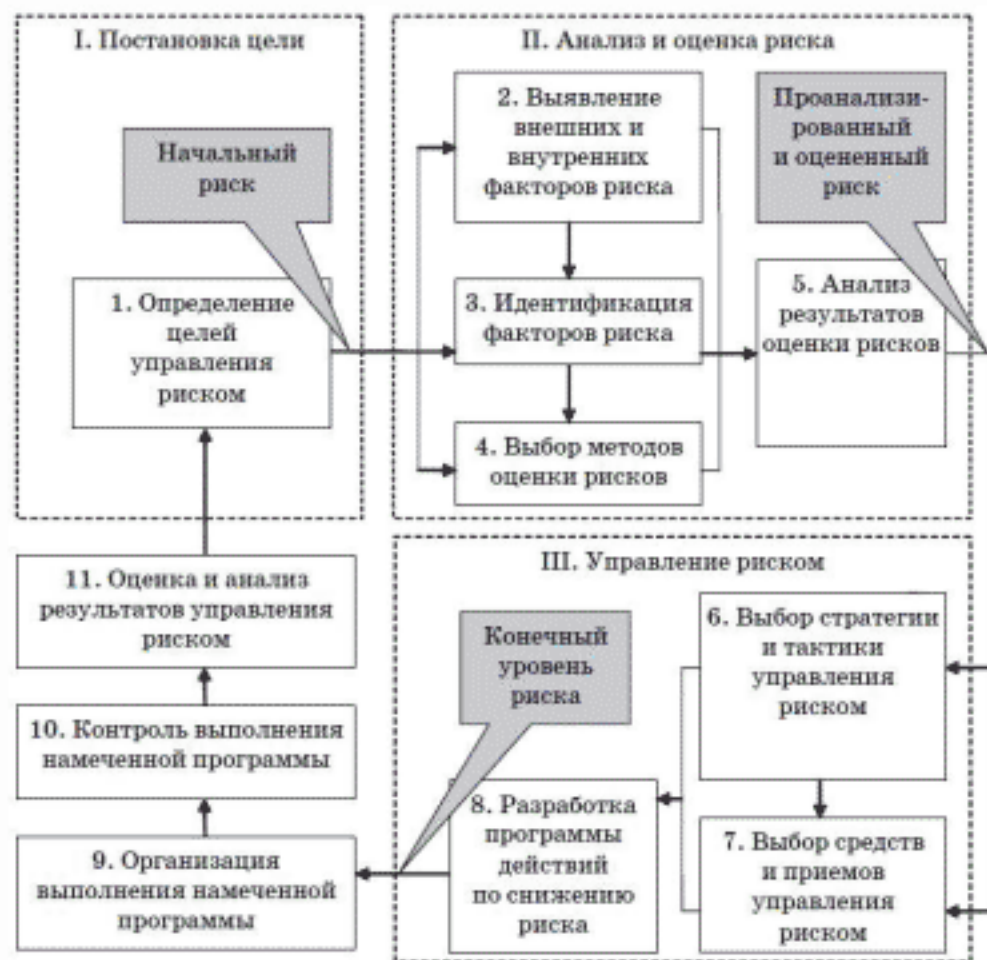 I. Постановка цели
Начальный
риск
1. Определение
целей
управления
риском
II. Анализ и оценка риска
2. Выявление
внешних и
внутренних
факторов риска
3. Идентификация
факторов риска
4. Выбор методов
оценки рисков
Проанализи-
рованный
и оцененный
риск
5. Анализ
результатов
оценки рисков
III. Управление риском
6. Выбор стратегии
и тактики
управления
риском
7. Выбор средств
и приемов
управления
риском
Конечный
уровень
риска
8. Разработка
программы
действий
по снижению
риска
9. Организация
выполнения намеченной
программы
10. Контроль выполнения
намеченной программы
11. Оценка и анализ
результатов управления
риском